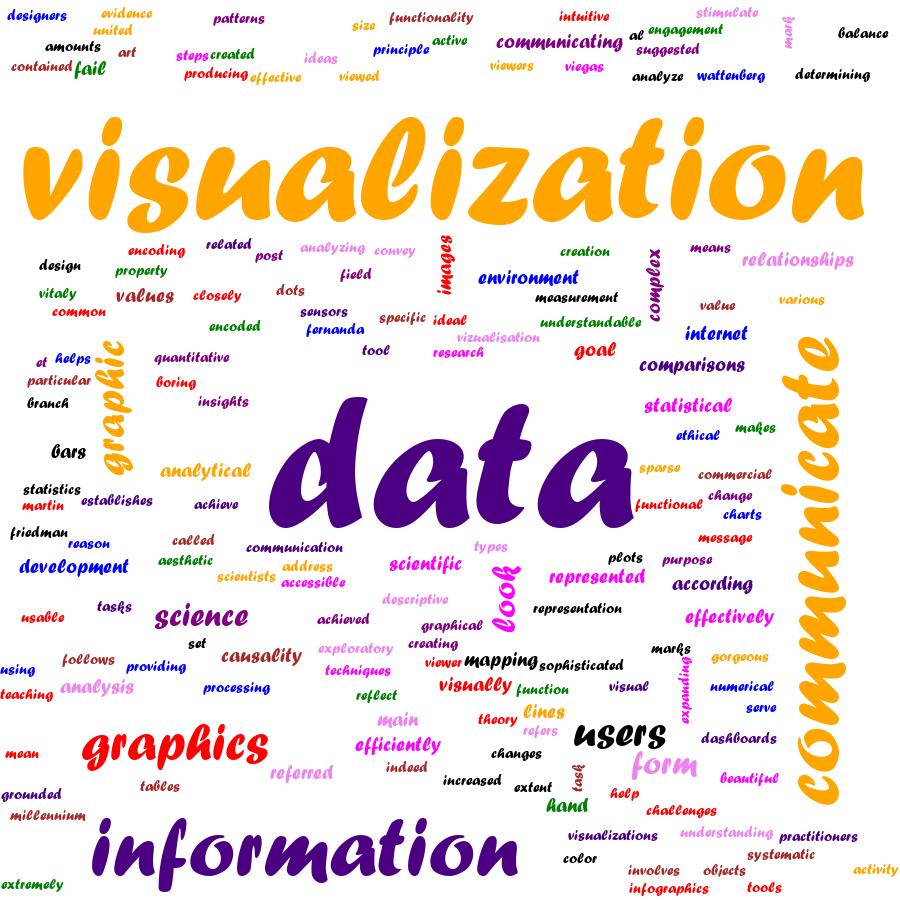 designers
evidence
patterns
size
functionality
intuitive
stimulate
mark
united
engagement
balance
amounts
art
steps
created
ideas
principle
active
communicating
al
suggested
contained
fail
producing
effective
viewed
viewers
viegas
analyze
wattenberg
determining
visualization
encoding
related
post
analyzing
convey
images
creation
complex
means
relationships
design
property
field
environment
vitaly
values
closely
dots
measurement
value
various
common
encoded
sensors
fernanda
specific
ideal
understandable
internet
vizualisation
et
helps
graphic
quantitative
tool
research
goal
comparisons
communicate
particular
boring
branch
insights
statistical
ethical
makes
bars
analytical
data
sparse
commercial
statistics
martin
establishes
achieve
functional
change
charts
friedman
reason
called
communication
types
message
development
aesthetic
scientists
address
accessible
scientific
look
plots
represented
purpose
according
usable
tasks
science
achieved
descriptive
graphical
representation
effectively
set
creating
using
follows
providing
causality
exploratory
techniques
viewer
mapping
sophisticated
marks
expanding
gorgeous
teaching
analysis
processing
reflect
visually
function
visual
numerical
serve
main
theory
lines
refers
mean
graphics
efficiently
users
dashboards
changes
grounded
tables
referred
indeed
increased
extent
task
form
help
beautiful
millennium
hand
challenges
information
visualizations
understanding
practitioners
color
systematic
extremely
involves
objects
activity
infographics
tools